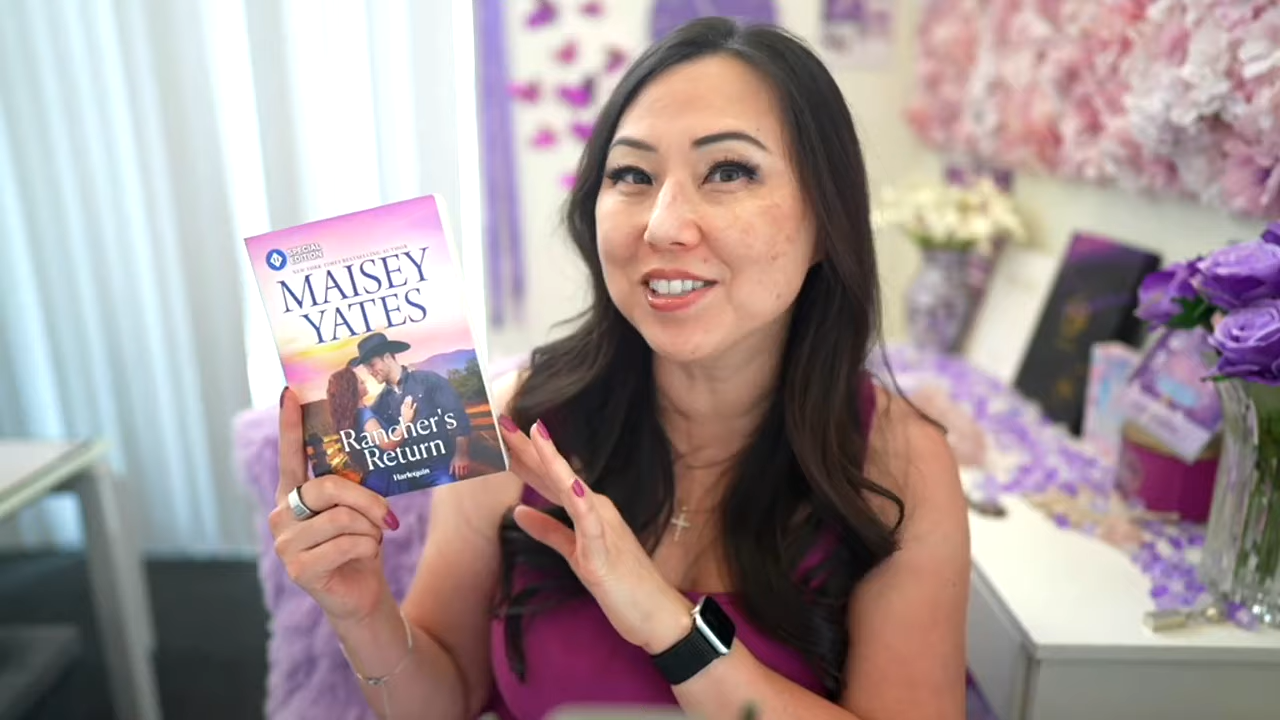 SPECIAL
EDITION
NEW YORK TIMES BESTSELLING AUTHOR
MAISEY
YATES
Rancher's
Return
Harlequin